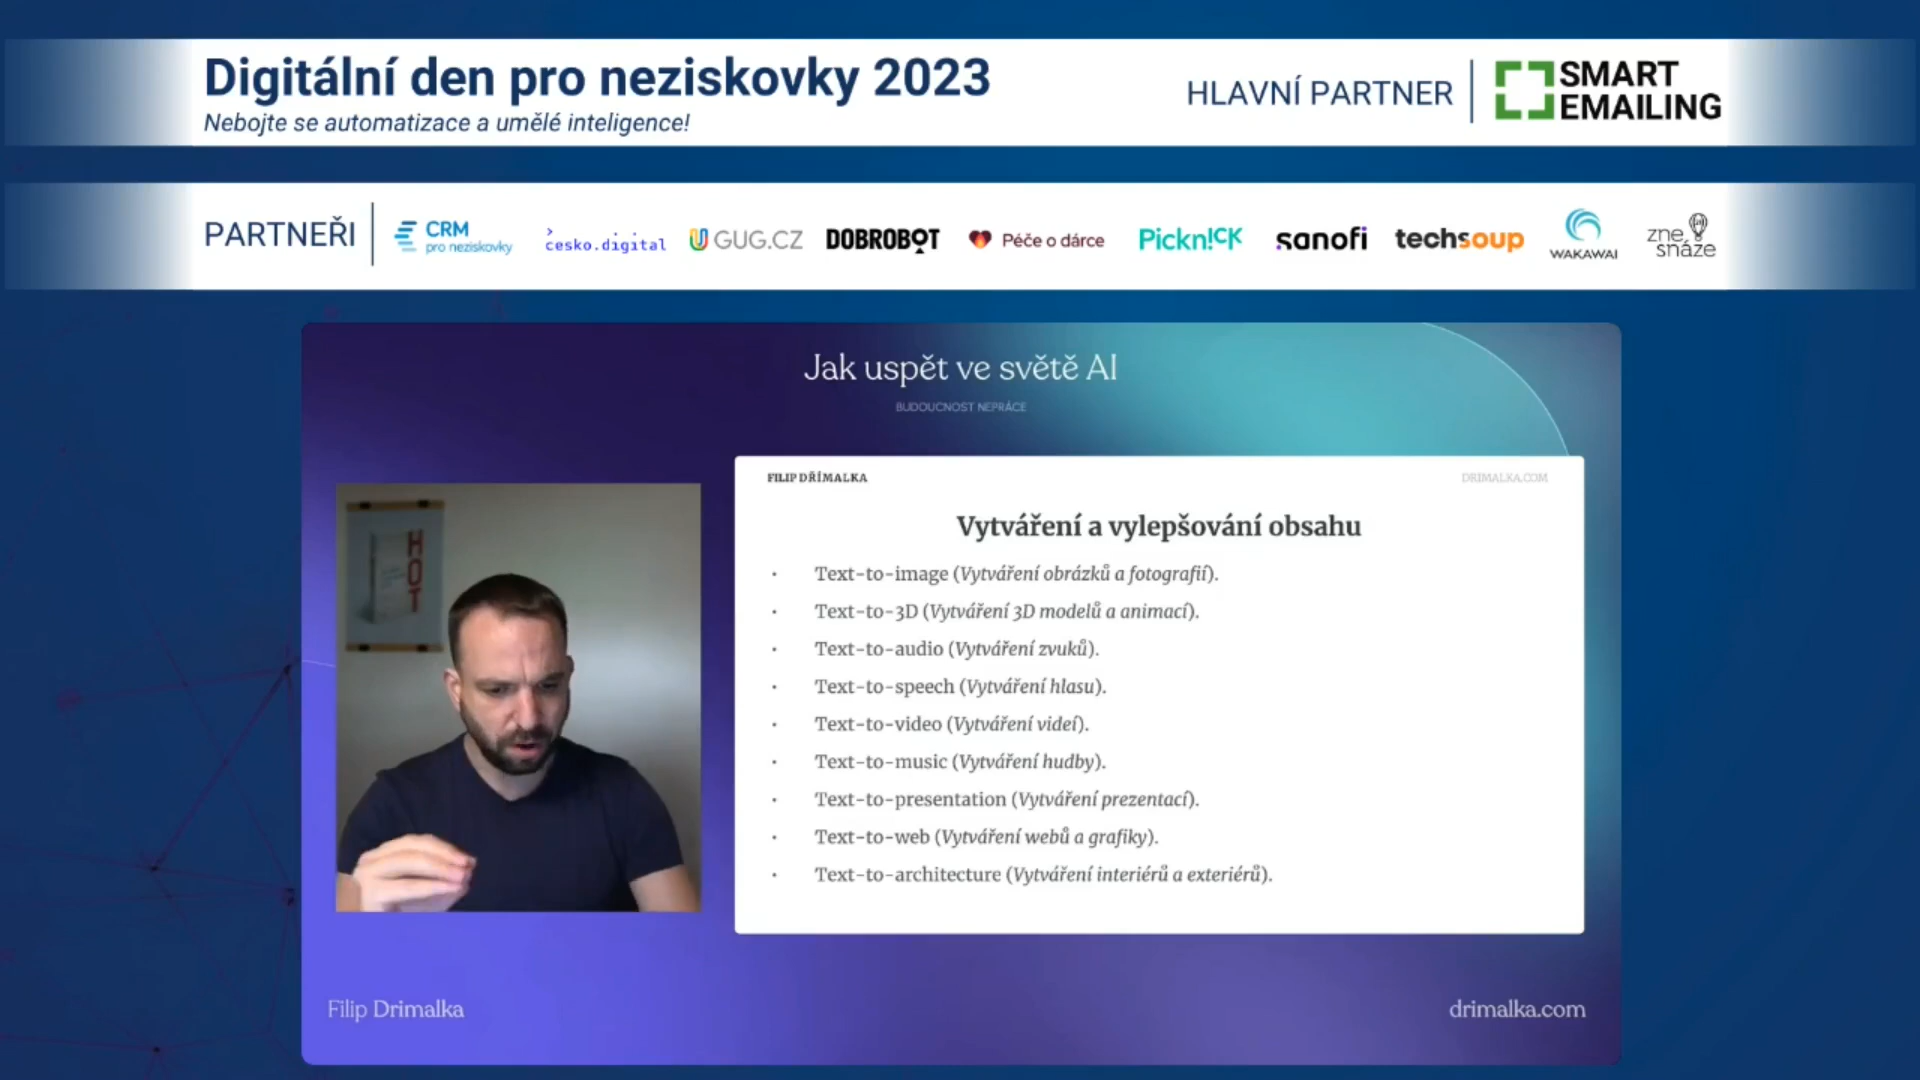 Digitální den pro neziskovky 2023
Nebojte se automatizace a umělé inteligence!
HLAVNÍ PARTNER
SMART
EMAILING
PARTNEŘI
CRM
pro neziskovky
cesko.digital
GUG.CZ
DOBROBOT
Péče o dárce
Pickn!CK
sanofi
techsoup
WAKAWAI
zne
snáze
Jak uspět ve světě AI
BUDOUCNOST NEPRÁCE
HOT
FILIP DŘÍMALKA
DRIMALKA.COM
Vytváření a vylepšování obsahu
• Text-to-image (Vytváření obrázků a fotografií).
• Text-to-3D (Vytváření 3D modelů a animací).
• Text-to-audio (Vytváření zvuků).
• Text-to-speech (Vytváření hlasu).
• Text-to-video (Vytváření videí).
• Text-to-music (Vytváření hudby).
• Text-to-presentation (Vytváření prezentací).
• Text-to-web (Vytváření webů a grafiky).
• Text-to-architecture (Vytváření interiérů a exteriérů).
Filip Drimalka
drimalka.com